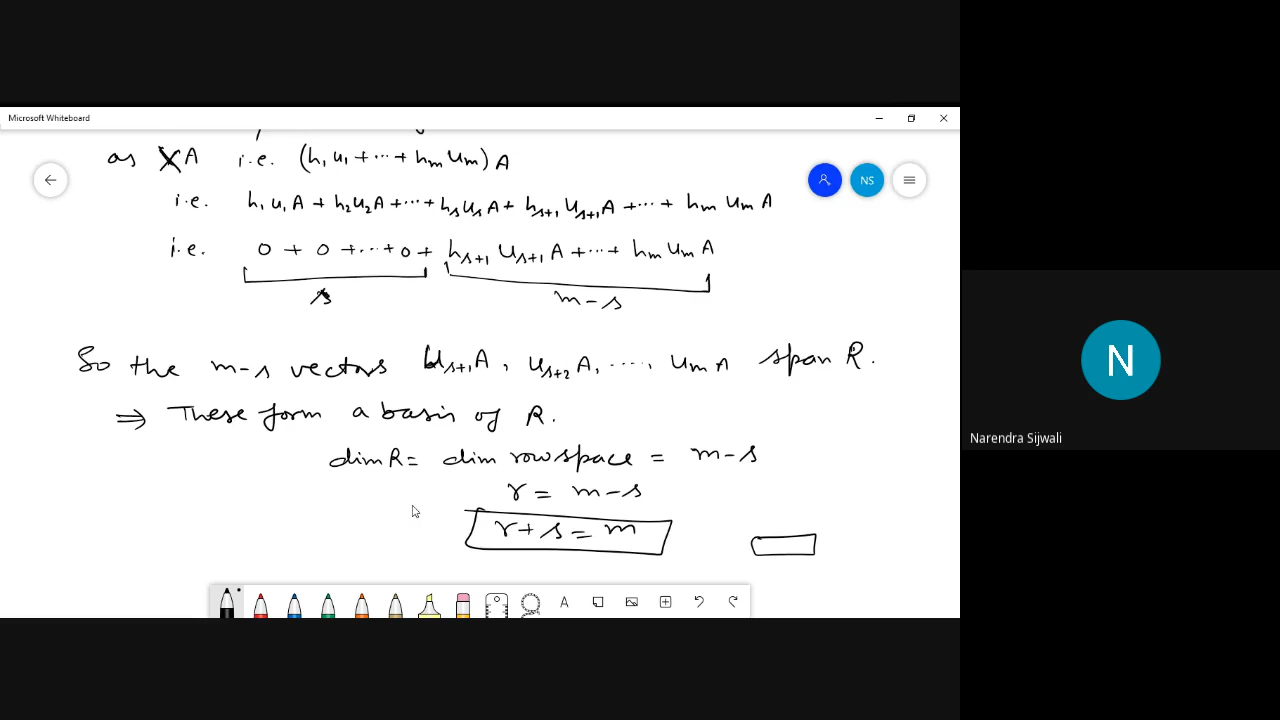 Microsoft Whiteboard
as XA i.e. (h₁u₁ + ··· + hₘuₘ) A
NS
i.e. h₁u₁A + h₂u₂A + ··· + hₛuₛA + hₛ₊₁uₛ₊₁A + ··· + hₘuₘA
i.e. 0 + 0 + ··· + 0 + hₛ₊₁uₛ₊₁A + ··· + hₘuₘA
s m-s
So the m-s vectors uₛ₊₁A, uₛ₊₂A, ····, uₘA span R.
⇒ These form a basis of R.
dim R = dim row space = m-s
r = m-s
r + s = m
A
N
Narendra Sijwali